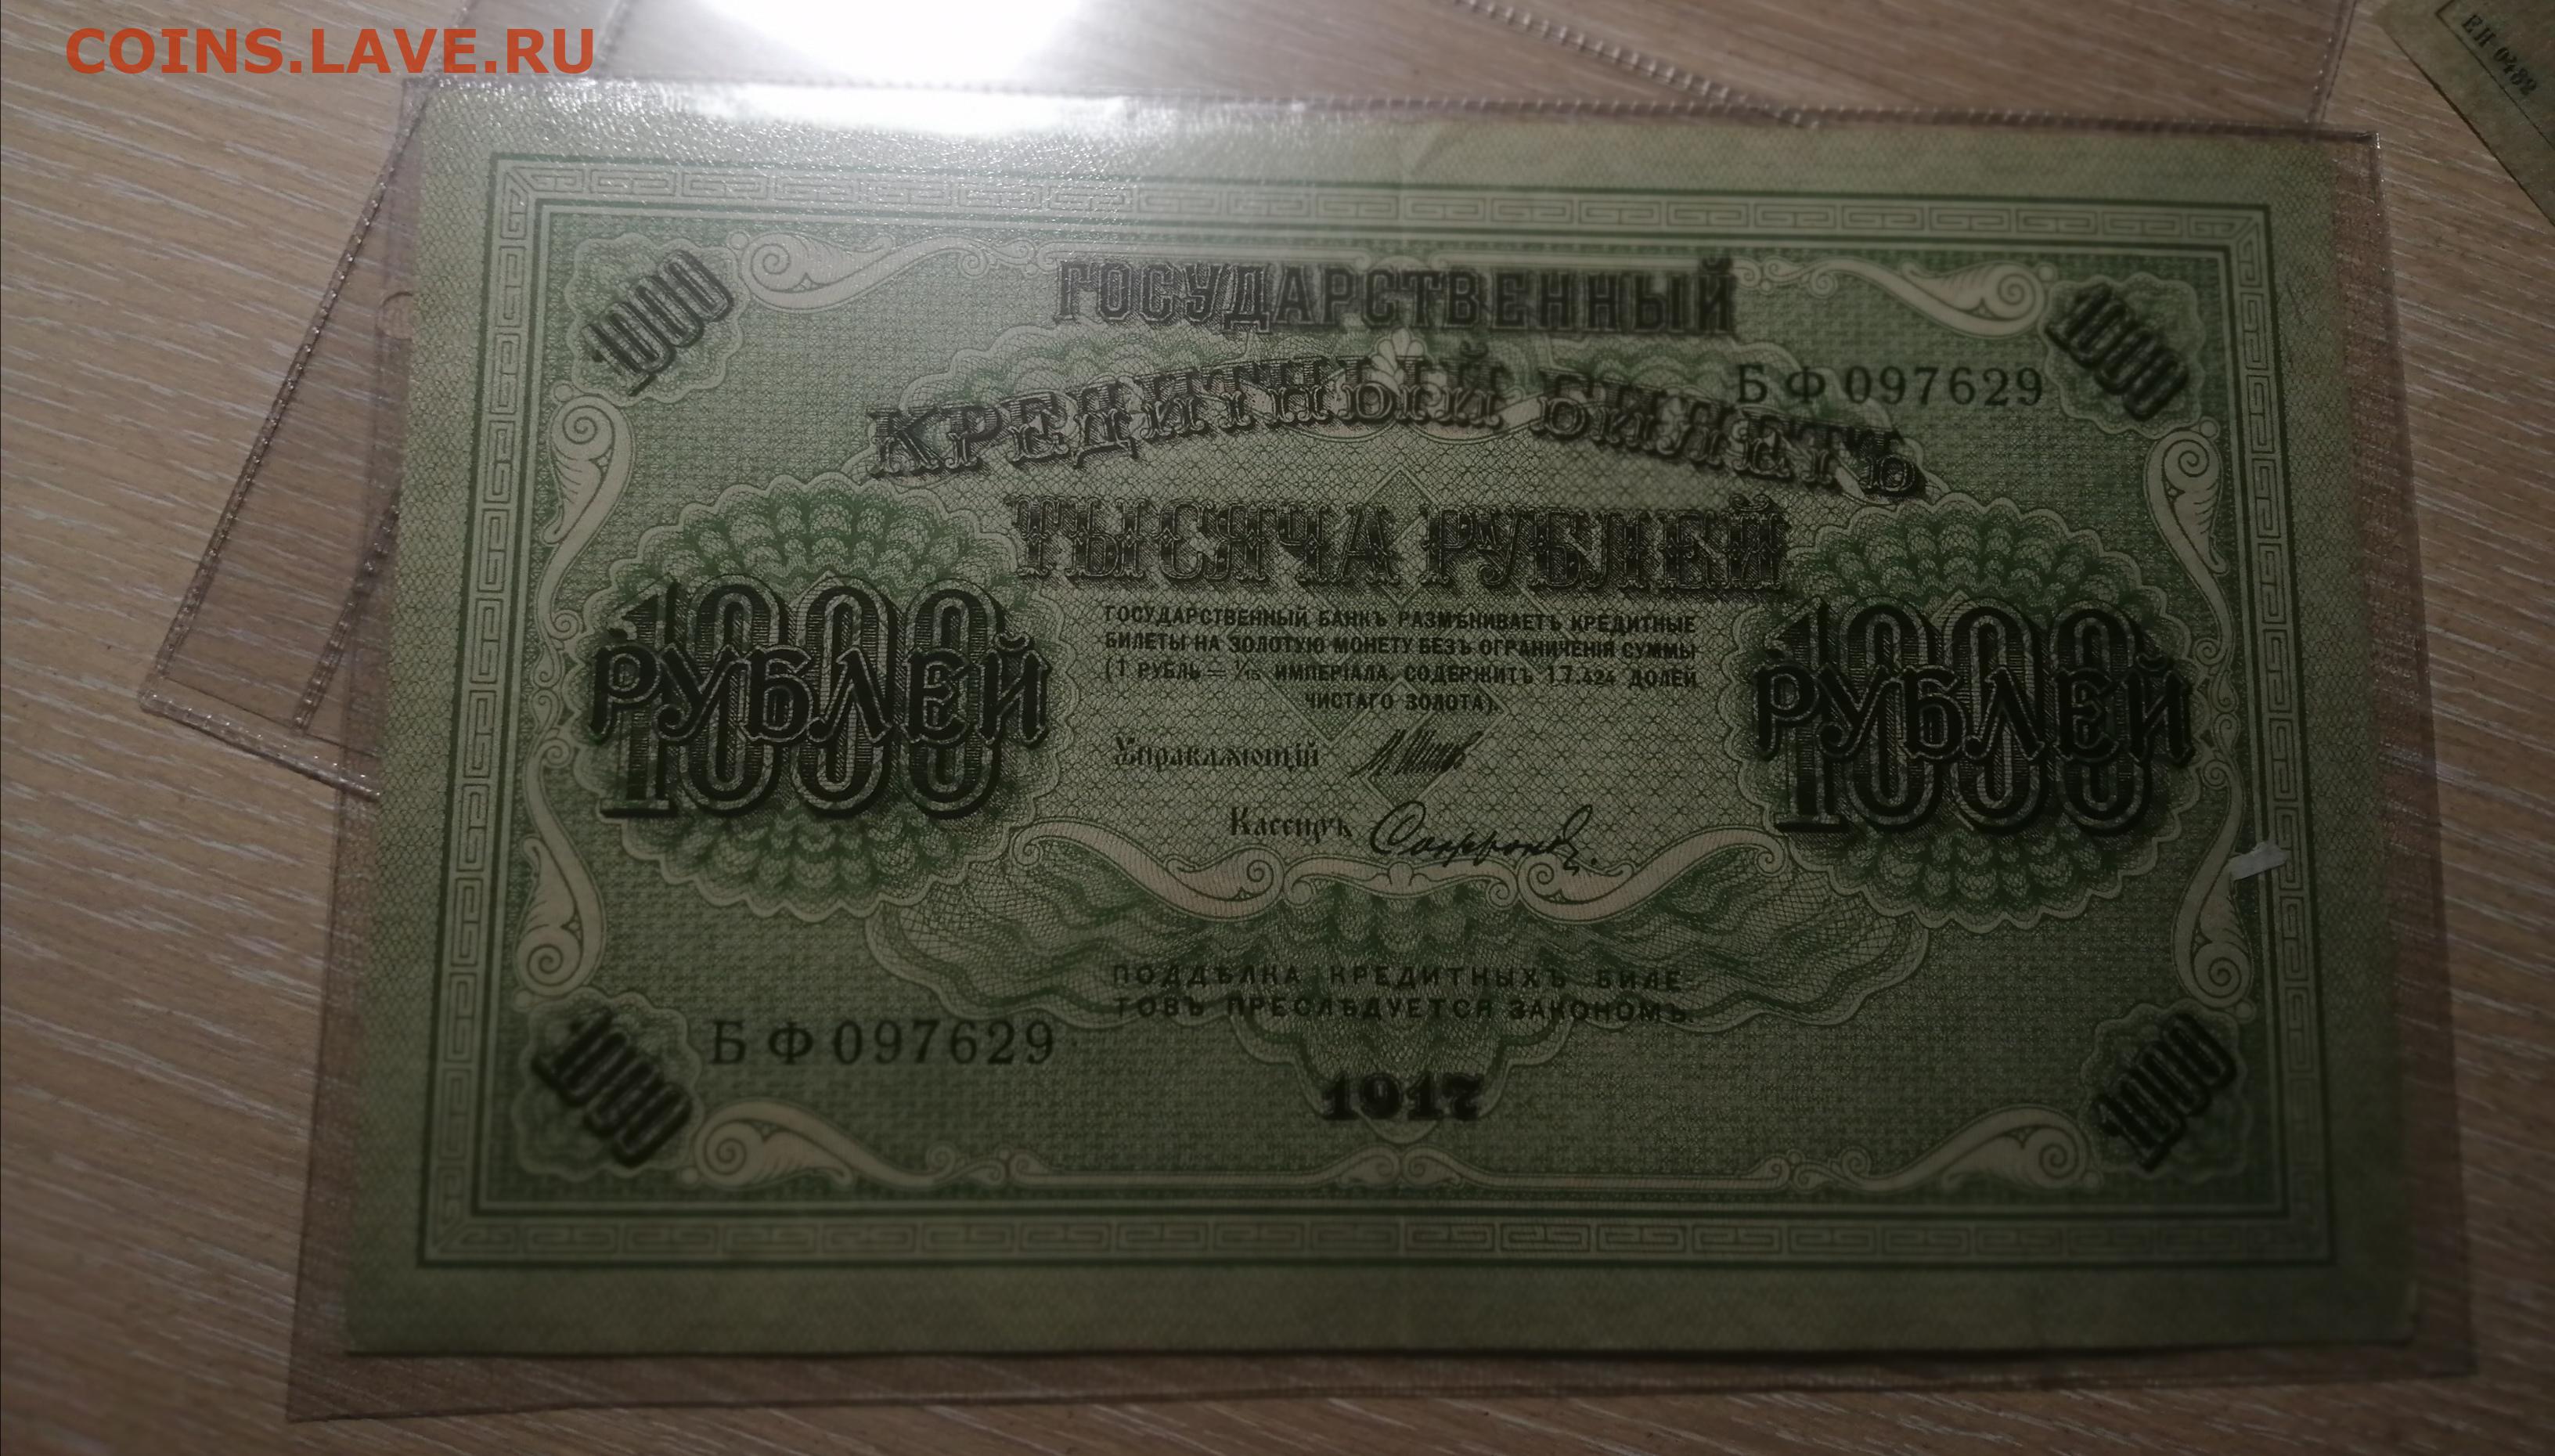 COINS.LAVE.RU
ЕН 0482
1000
ГОСУДАРСТВЕННЫЙ
1000
КРЕДИТНЫЙ БИЛЕТЪ
БФ 097629
ТЫСЯЧА РУБЛЕЙ
1000
РУБЛЕЙ
1000
РУБЛЕЙ
ГОСУДАРСТВЕННЫЙ БАНКЪ РАЗМѢНИВАЕТЪ КРЕДИТНЫЕ
БИЛЕТЫ НА ЗОЛОТУЮ МОНЕТУ БЕЗЪ ОГРАНИЧЕНІЯ СУММЫ
(1 РУБЛЬ = 1/15 ИМПЕРІАЛА, СОДЕРЖИТЪ 17.424 ДОЛЕЙ
ЧИСТАГО ЗОЛОТА).
Управляющій
Кассиръ
ПОДДѢЛКА КРЕДИТНЫХЪ БИЛЕ-
ТОВЪ ПРЕСЛѢДУЕТСЯ ЗАКОНОМЪ.
1000
БФ 097629
1917
1000